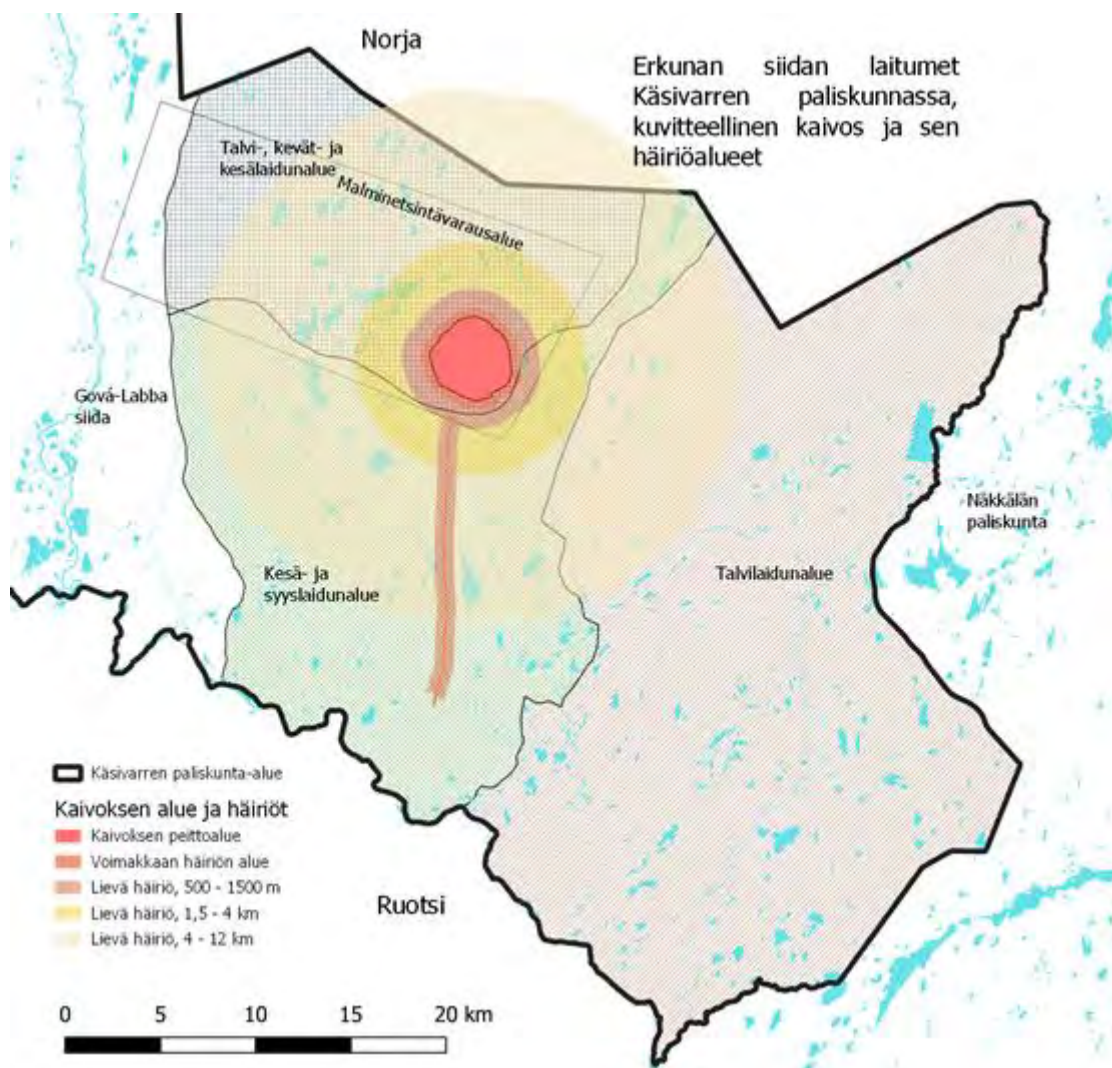 Norja
Erkunan siidan laitumet
Käsivarren paliskunnassa,
kuvitteellinen kaivos ja sen
häiriöalueet
Talvi-, kevät- ja
kesälaidunalue
Malminetsintävarausalue
Gová-Labba
siida
Näkkälän
paliskunta
Kesä- ja
syyslaidunalue
Talvilaidunalue
Käsivarren paliskunta-alue
Kaivoksen alue ja häiriöt
Kaivoksen peittoalue
Voimakkaan häiriön alue
Lievä häiriö, 500 - 1500 m
Lievä häiriö, 1,5 - 4 km
Lievä häiriö, 4 - 12 km
Ruotsi
0 5 10 15 20 km